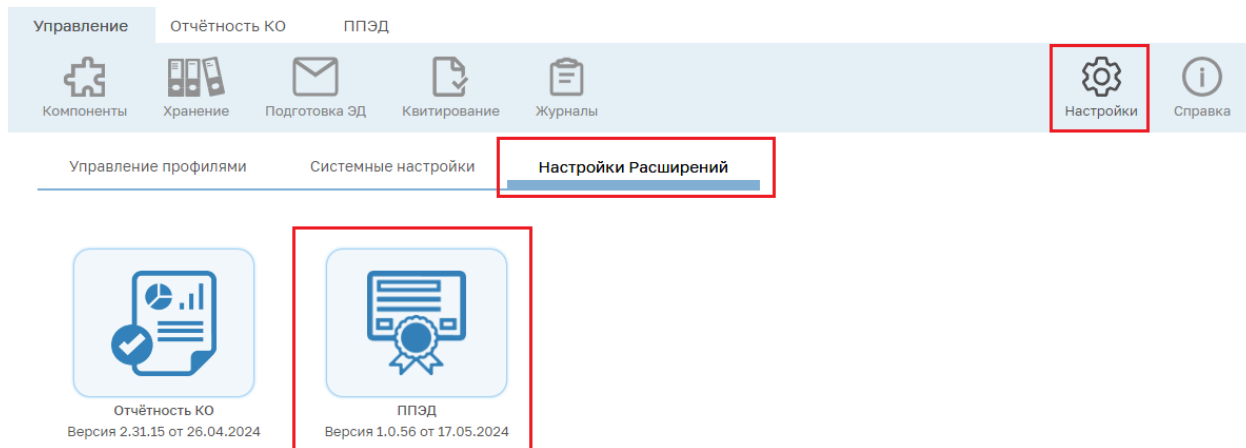 Управление Отчётность КО ППЭД
Компоненты Хранение Подготовка ЭД Квитирование Журналы Настройки Справка
Управление профилями Системные настройки Настройки Расширений
Отчётность КО ППЭД
Версия 2.31.15 от 26.04.2024 Версия 1.0.56 от 17.05.2024